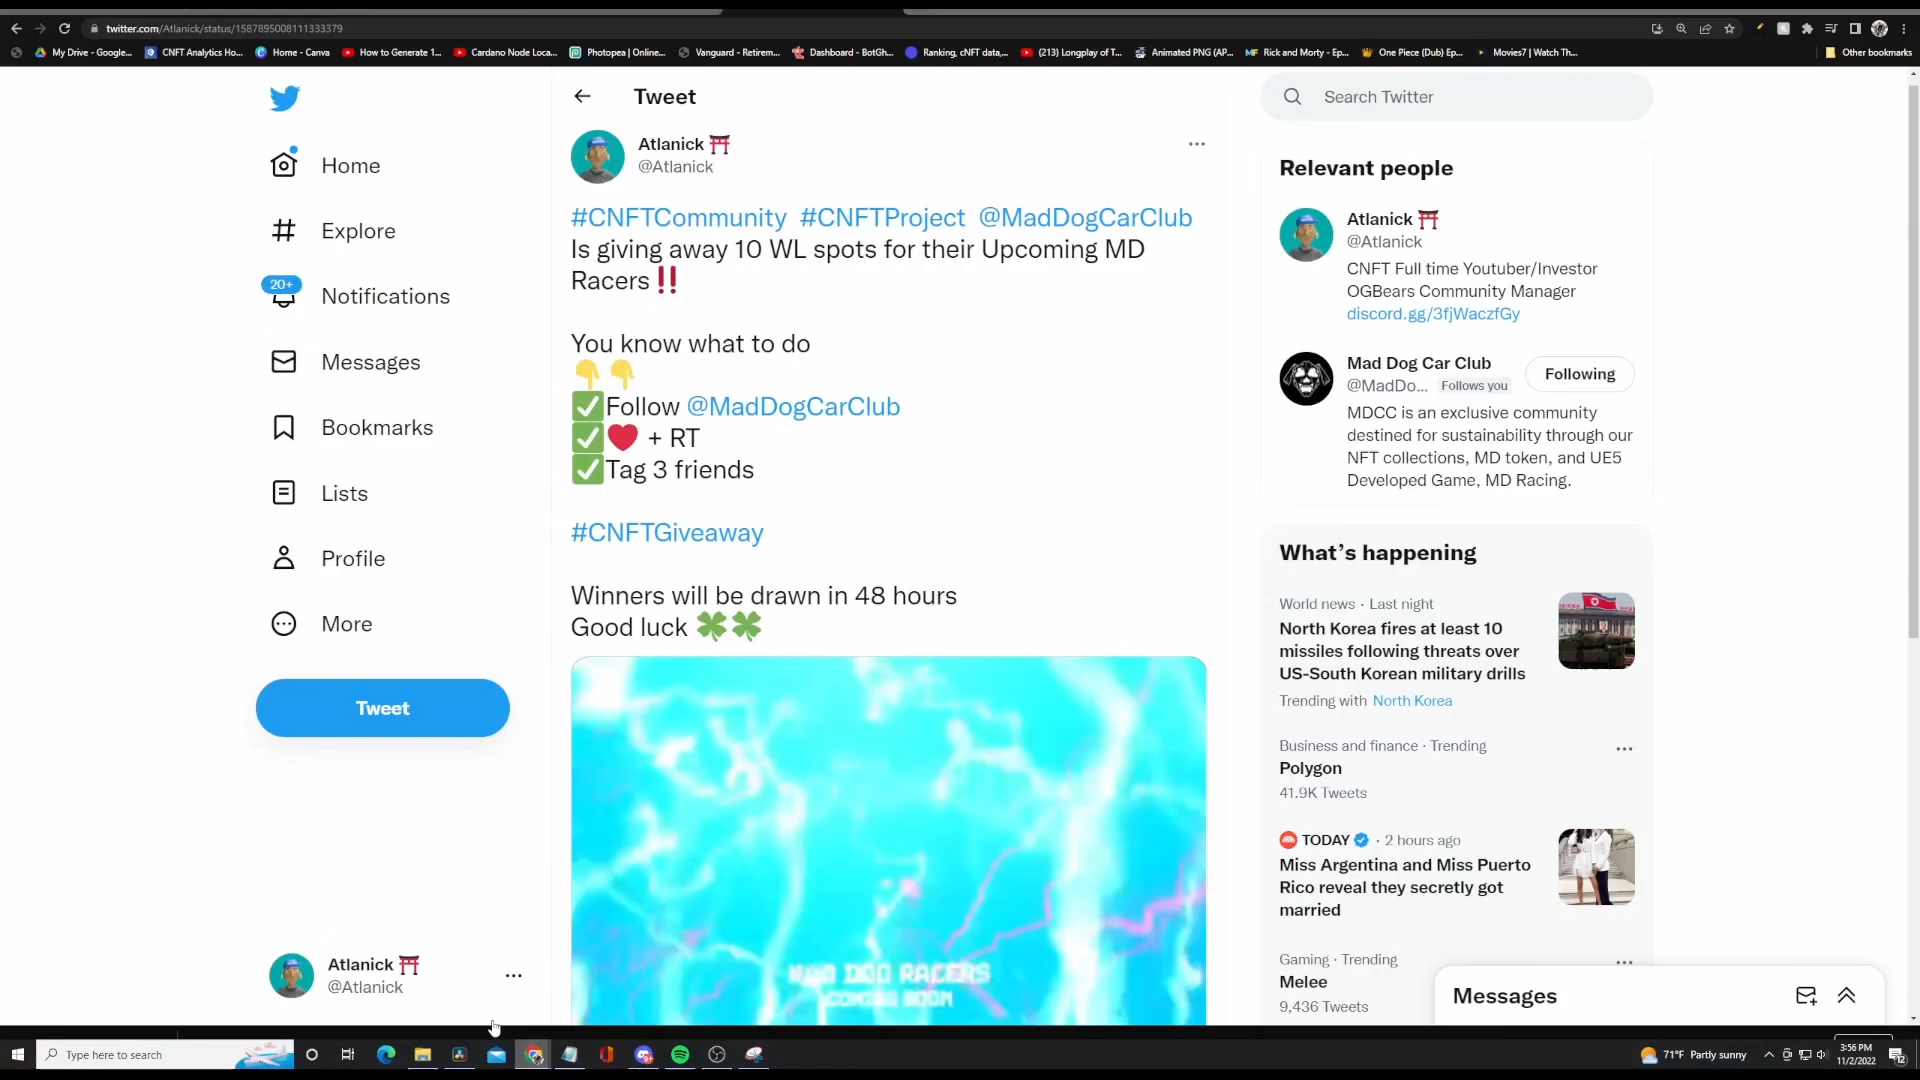 twitter.com/Atlanick/status/1587895008111333379
My Drive - Google...
CNFT Analytics Ho...
Home - Canva
How to Generate 1...
Cardano Node Loca...
Photopea | Online...
Vanguard - Retirem...
Dashboard - BotGh...
Ranking, cNFT data,...
(213) Longplay of T...
Animated PNG (AP...
Rick and Morty - Ep...
One Piece (Dub) Ep...
Movies7 | Watch Th...
Other bookmarks
Home
Explore
20+
Notifications
Messages
Bookmarks
Lists
Profile
More
Tweet
Atlanick ⛩️
@Atlanick
Tweet
Atlanick ⛩️
@Atlanick
#CNFTCommunity #CNFTProject @MadDogCarClub
Is giving away 10 WL spots for their Upcoming MD
Racers‼️
You know what to do
👇👇
✅Follow @MadDogCarClub
✅❤️ + RT
✅Tag 3 friends
#CNFTGiveaway
Winners will be drawn in 48 hours
Good luck 🍀🍀
MAD DOG RACERS
COMING SOON
Search Twitter
Relevant people
Atlanick ⛩️
@Atlanick
CNFT Full time Youtuber/Investor
OGBears Community Manager
discord.gg/3fjWaczfGy
Mad Dog Car Club
@MadDo... Follows you
Following
MDCC is an exclusive community
destined for sustainability through our
NFT collections, MD token, and UE5
Developed Game, MD Racing.
What's happening
World news · Last night
North Korea fires at least 10
missiles following threats over
US-South Korean military drills
Trending with North Korea
Business and finance · Trending
Polygon
41.9K Tweets
TODAY · 2 hours ago
Miss Argentina and Miss Puerto
Rico reveal they secretly got
married
Gaming · Trending
Melee
9,436 Tweets
Messages
Type here to search
71°F Partly sunny
3:56 PM
11/2/2022